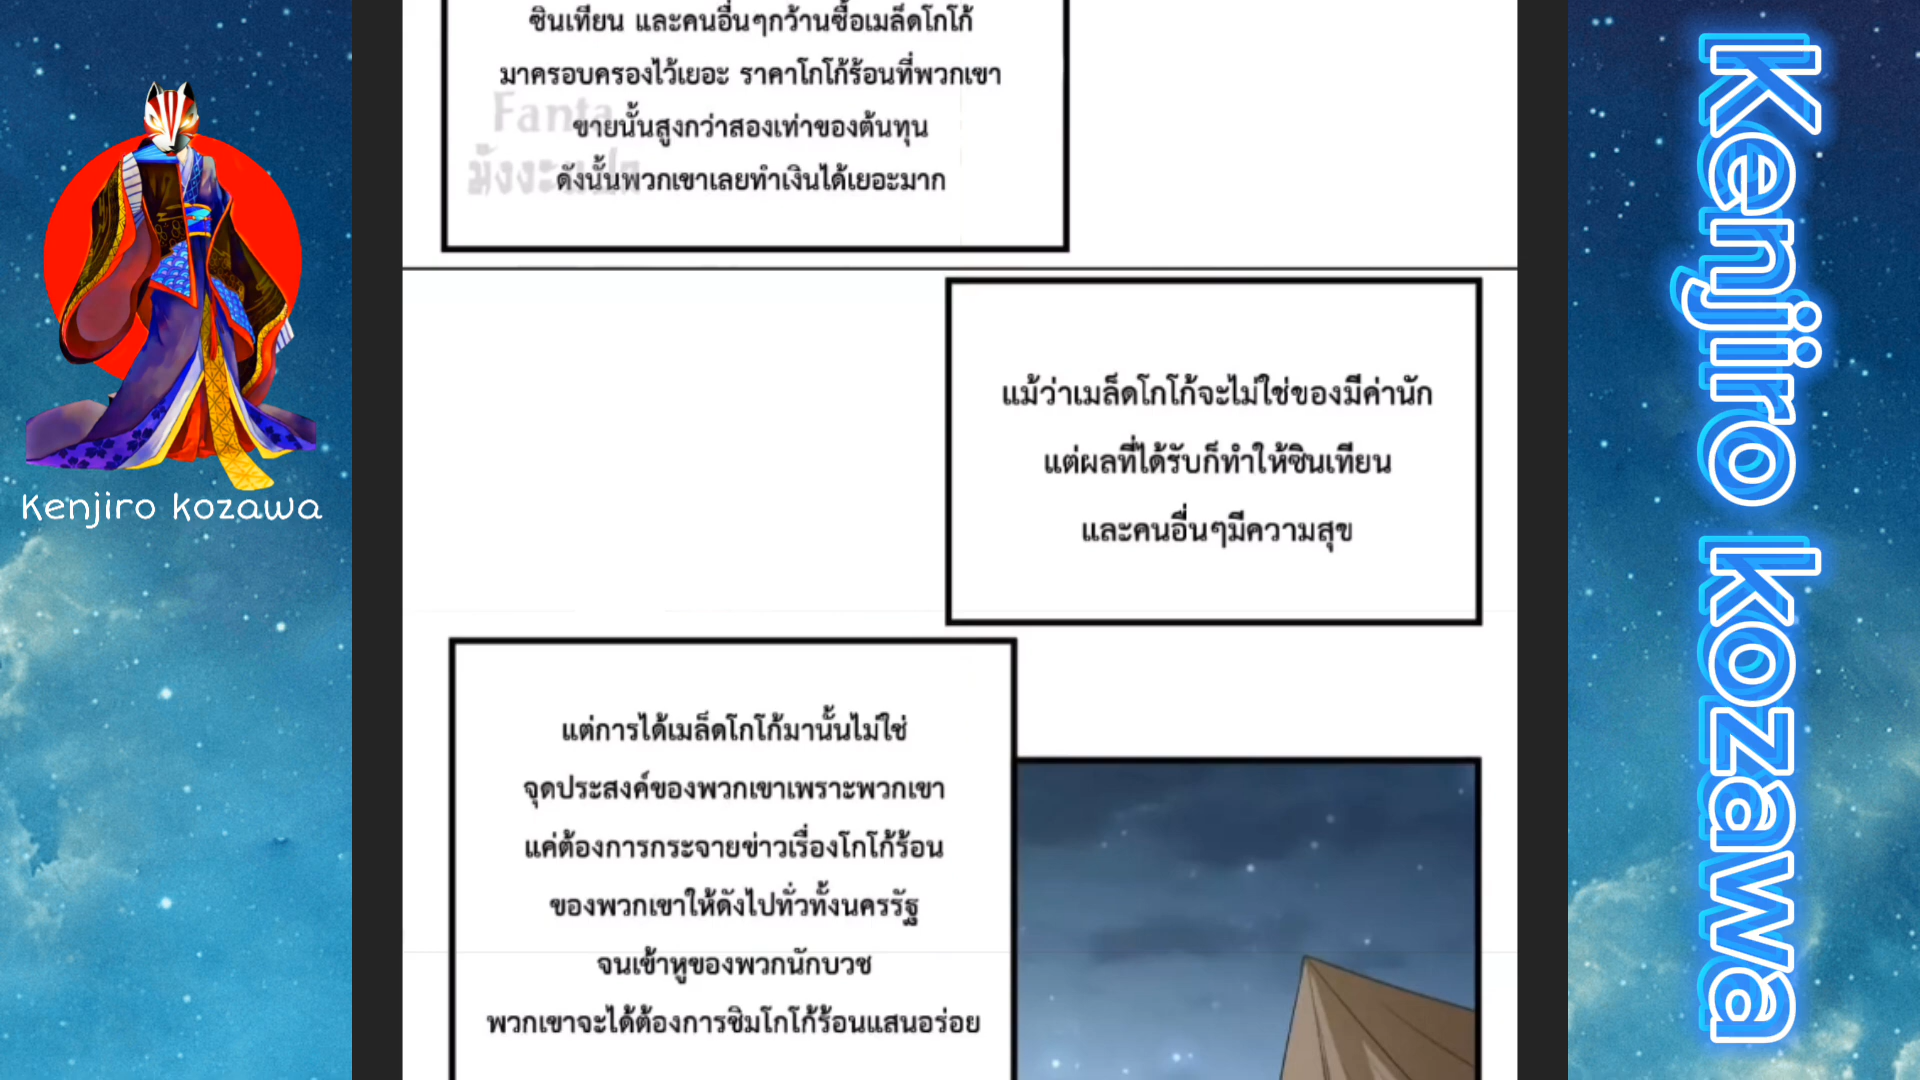 ซินเทียน และคนอื่นๆกว้านซื้อเมล็ดโกโก้
มาครอบครองไว้เยอะ ราคาโกโก้ร้อนที่พวกเขา
ขายนั้นสูงกว่าสองเท่าของต้นทุน
ดังนั้นพวกเขาเลยทำเงินได้เยอะมาก
Fanta
แม้ว่าเมล็ดโกโก้จะไม่ใช่ของมีค่านัก
แต่ผลที่ได้รับก็ทำให้ซินเทียน
และคนอื่นๆมีความสุข
แต่การได้เมล็ดโกโก้มานั้นไม่ใช่
จุดประสงค์ของพวกเขาเพราะพวกเขา
แค่ต้องการกระจายข่าวเรื่องโกโก้ร้อน
ของพวกเขาให้ดังไปทั่วทั้งนครรัฐ
จนเข้าหูของพวกนักบวช
พวกเขาจะได้ต้องการชิมโกโก้ร้อนแสนอร่อย
Kenjiro kozawa
Kenjiro kozawa